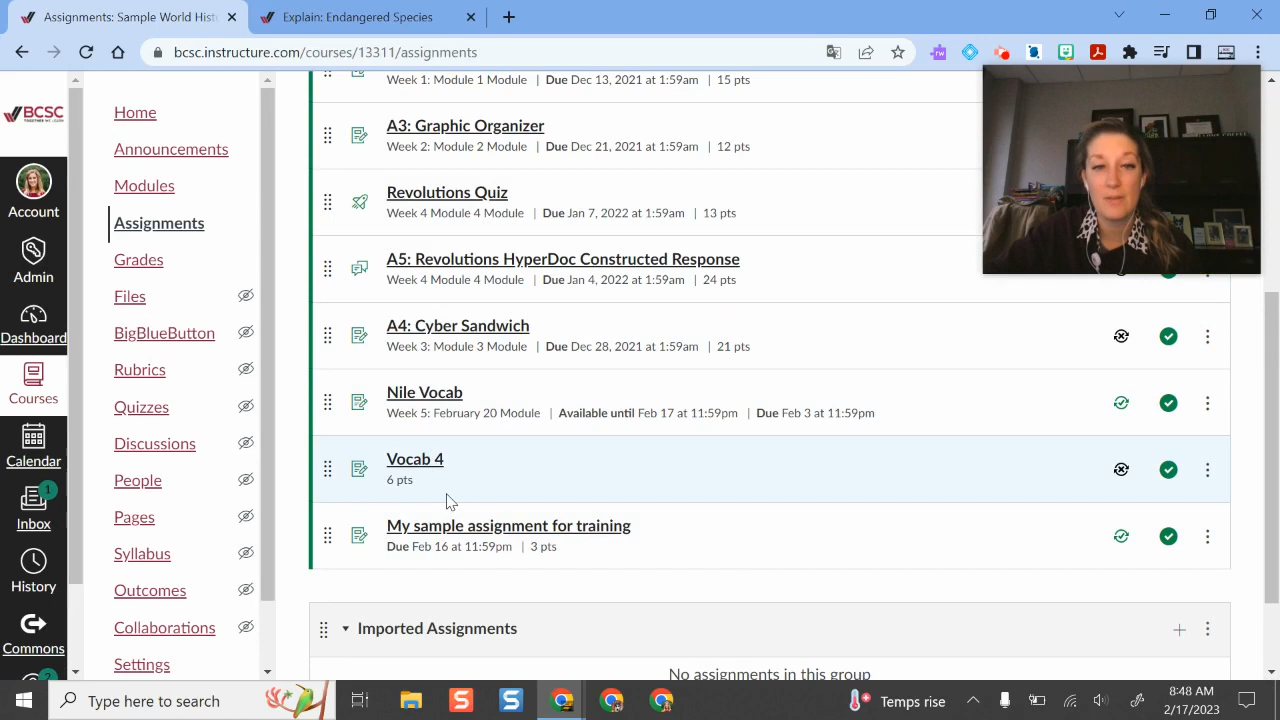 Assignments: World History
Explain: Endangered Species
bcsc.instructure.com/courses/13311/assignments
BCSC
Account
Admin
Dashboard
Courses
Calendar
1
Inbox
History
Commons
2
Home
Announcements
Modules
Assignments
Grades
Files
BigBlueButton
Rubrics
Quizzes
Discussions
People
Pages
Syllabus
Outcomes
Collaborations
Settings
Week 1: Module 1 Module | Due Dec 13, 2021 at 1:59am | 15 pts
A3: Graphic Organizer
Week 2: Module 2 Module | Due Dec 21, 2021 at 1:59am | 12 pts
Revolutions Quiz
Week 4 Module 4 Module | Due Jan 7, 2022 at 1:59am | 13 pts
A5: Revolutions HyperDoc Constructed Response
Week 4 Module 4 Module | Due Jan 4, 2022 at 1:59am | 24 pts
A4: Cyber Sandwich
Week 3: Module 3 Module | Due Dec 28, 2021 at 1:59am | 21 pts
Nile Vocab
Week 5: February 20 Module | Available until Feb 17 at 11:59pm | Due Feb 3 at 11:59pm
Vocab 4
6 pts
My sample assignment for training
Due Feb 16 at 11:59pm | 3 pts
Imported Assignments
No assignments in this group
Type here to search
Temps rise
8:48 AM
2/17/2023